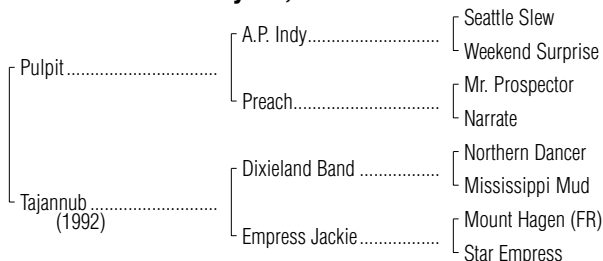 Seattle Slew
A.P. Indy
Weekend Surprise
Pulpit
Mr. Prospector
Preach
Narrate
Northern Dancer
Dixieland Band
Mississippi Mud
Tajannub
(1992)
Mount Hagen (FR)
Empress Jackie
Star Empress